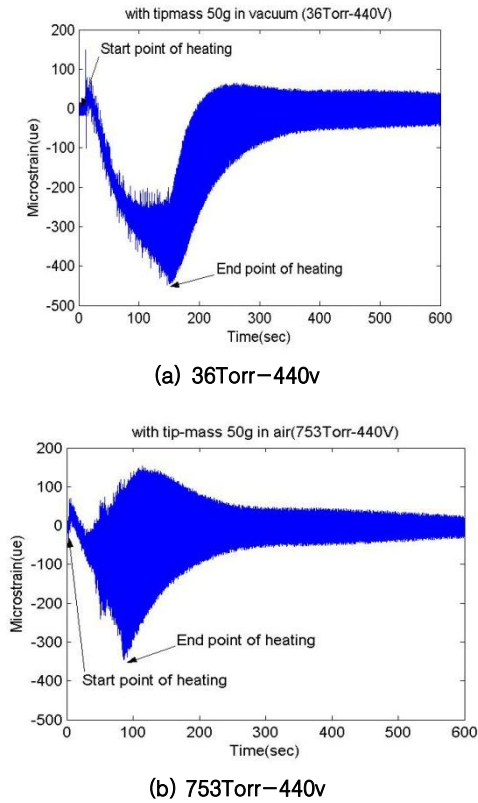 with tipmass 50g in vacuum (36Torr-440V)
200
100
0
-100
-200
-300
-400
-500
Microstrain(ue)
Start point of heating
End point of heating
0 100 200 300 400 500 600
Time(sec)
(a) 36Torr-440v
with tip-mass 50g in air(753Torr-440V)
200
100
0
-100
-200
-300
-400
-500
Microstrain(ue)
End point of heating
Start point of heating
0 100 200 300 400 500 600
Time(sec)
(b) 753Torr-440v